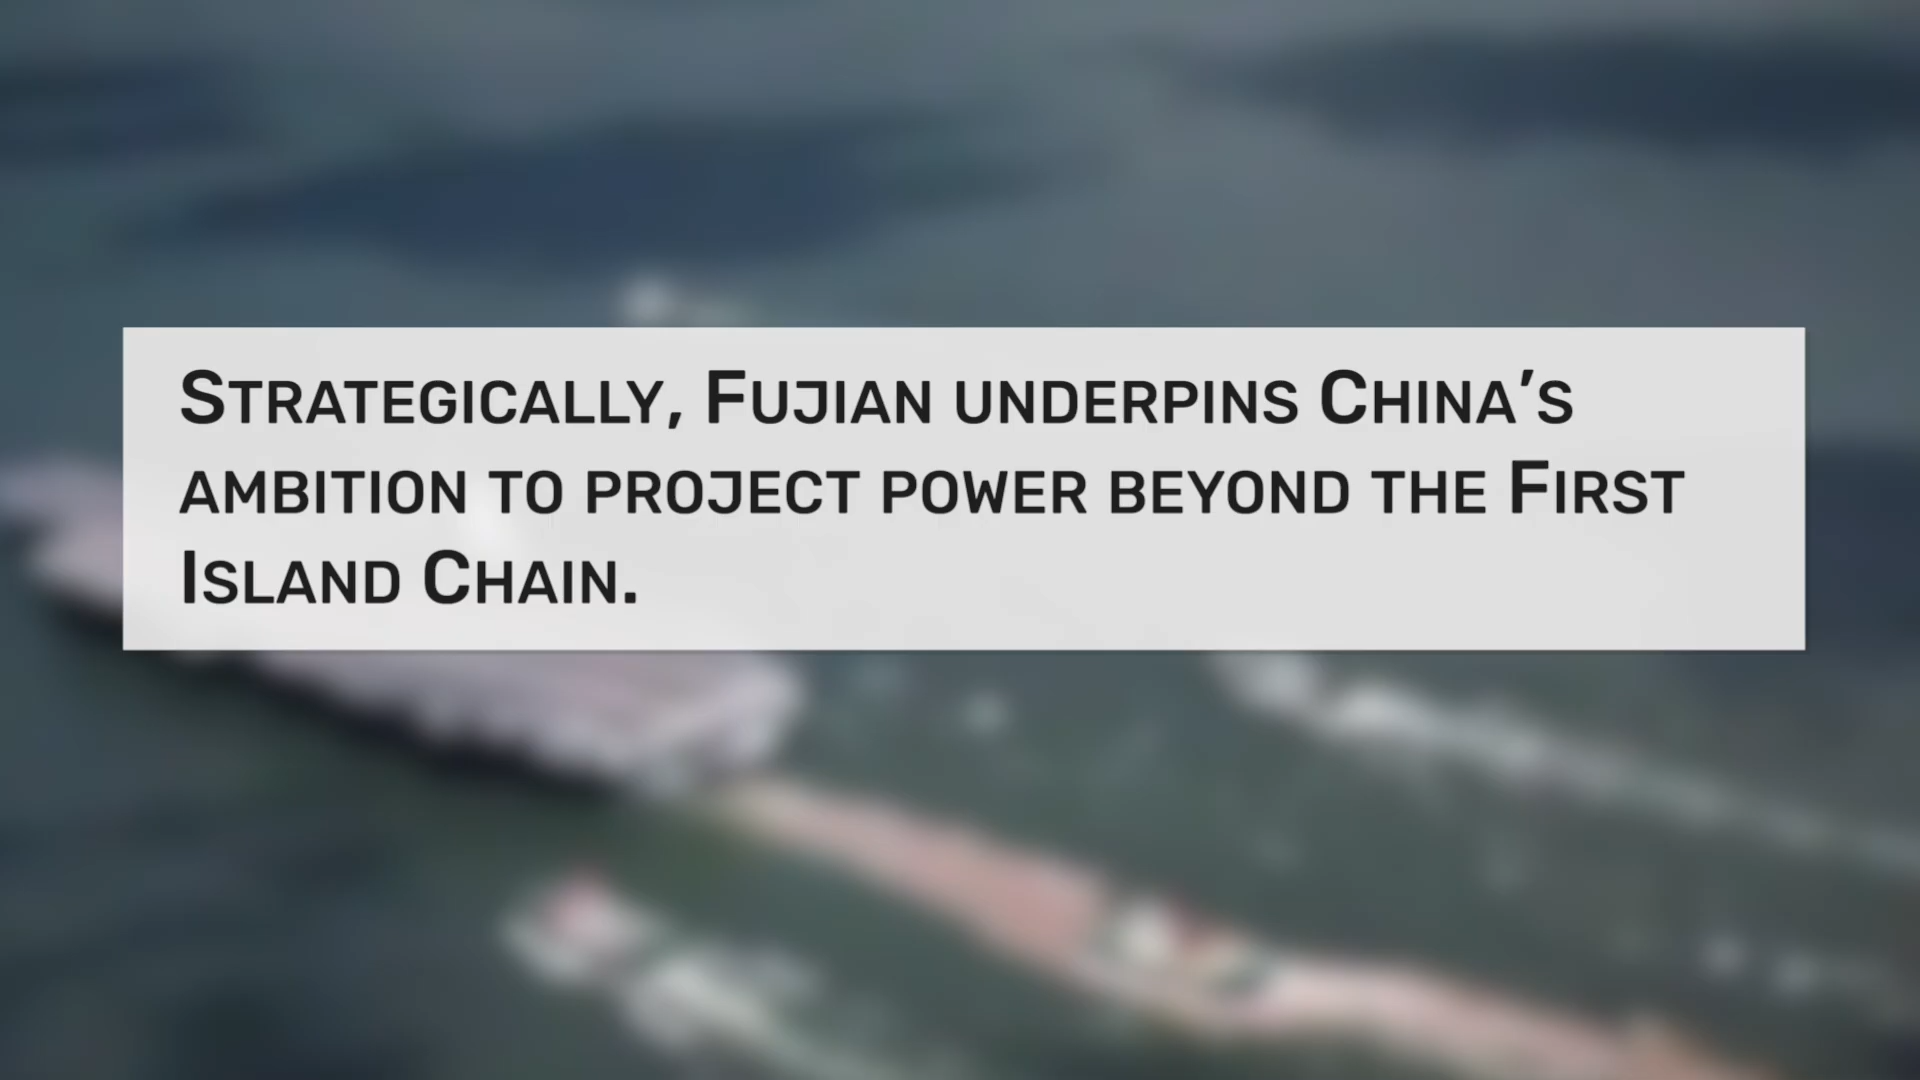 Strategically, Fujian underpins China’s
ambition to project power beyond the First
Island Chain.